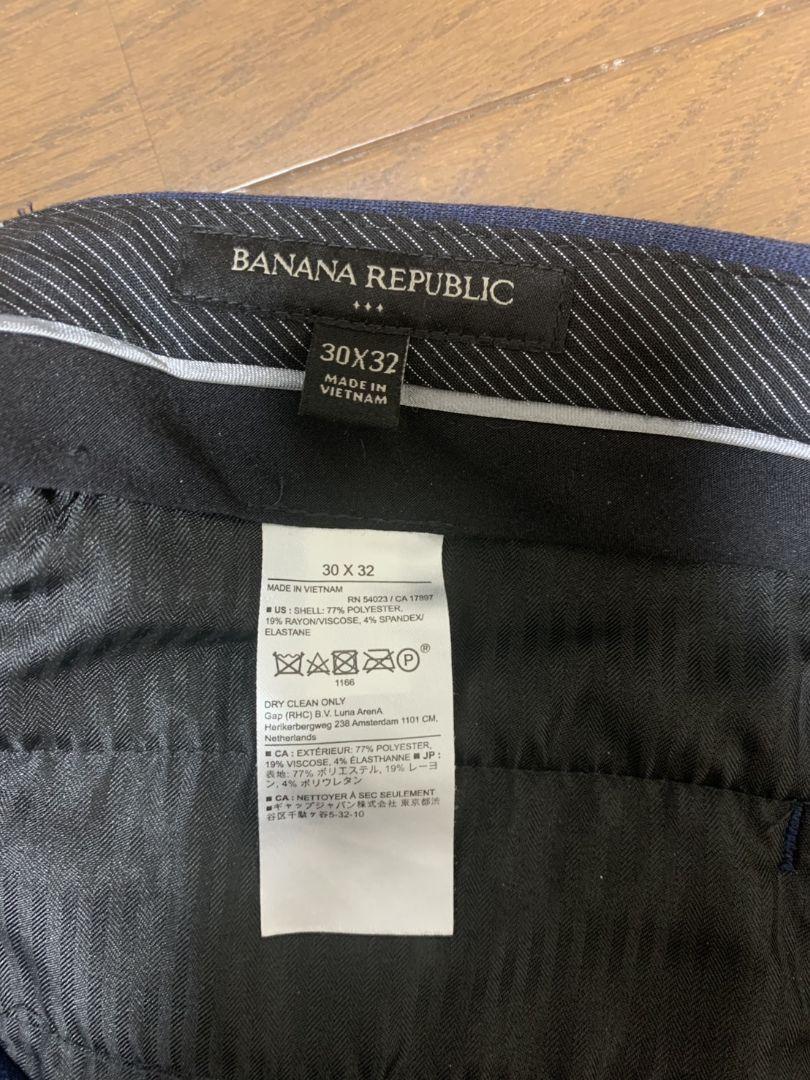 BANANA REPUBLIC
30X32
MADE IN
VIETNAM
30 X 32
MADE IN VIETNAM
RN 54023 / CA 17897
■ US : SHELL: 77% POLYESTER,
19% RAYON/VISCOSE, 4% SPANDEX/
ELASTANE
P ®
1166
DRY CLEAN ONLY
Gap (RHC) B.V. Luna ArenA
Herikerbergweg 238 Amsterdam 1101 CM,
Netherlands
■ CA : EXTÉRIEUR: 77% POLYESTER,
19% VISCOSE, 4% ÉLASTHANNE ■ JP :
表地: 77% ポリエステル, 19% レーヨ
ン, 4% ポリウレタン
■ CA : NETTOYER À SEC SEULEMENT
■ギャップジャパン株式会社 東京都渋
谷区千駄ヶ谷5-32-10